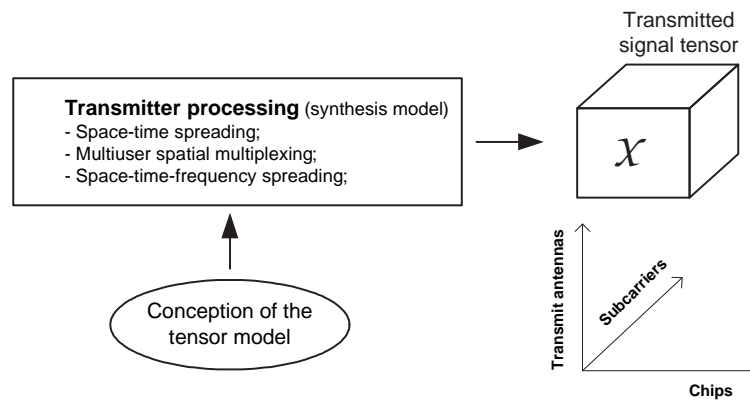 Transmitted
signal tensor
Transmitter processing (synthesis model)
- Space-time spreading;
- Multiuser spatial multiplexing;
- Space-time-frequency spreading;
X
Conception of the
tensor model
Transmit antennas
Subcarriers
Chips